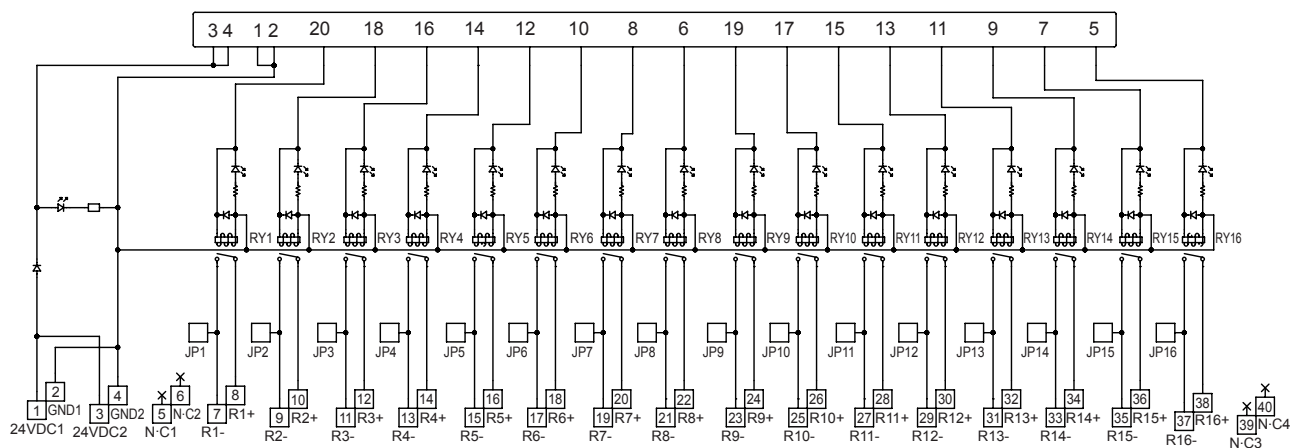 3 4 1 2 20 18 16 14 12 10 8 6 19 17 15 13 11 9 7 5
RY1 RY2 RY3 RY4 RY5 RY6 RY7 RY8 RY9 RY10 RY11 RY12 RY13 RY14 RY15 RY16
JP1 JP2 JP3 JP4 JP5 JP6 JP7 JP8 JP9 JP10 JP11 JP12 JP13 JP14 JP15 JP16
2 4 6 8 10 12 14 16 18 20 22 24 26 28 30 32 34 36 38 40
GND1 GND2 N·C2 R1+ R2+ R3+ R4+ R5+ R6+ R7+ R8+ R9+ R10+ R11+ R12+ R13+ R14+ R15+ R16+ N·C4
1 3 5 7 9 11 13 15 17 19 21 23 25 27 29 31 33 35 37 39
24VDC1 24VDC2 N·C1 R1- R2- R3- R4- R5- R6- R7- R8- R9- R10- R11- R12- R13- R14- R15- R16- N·C3